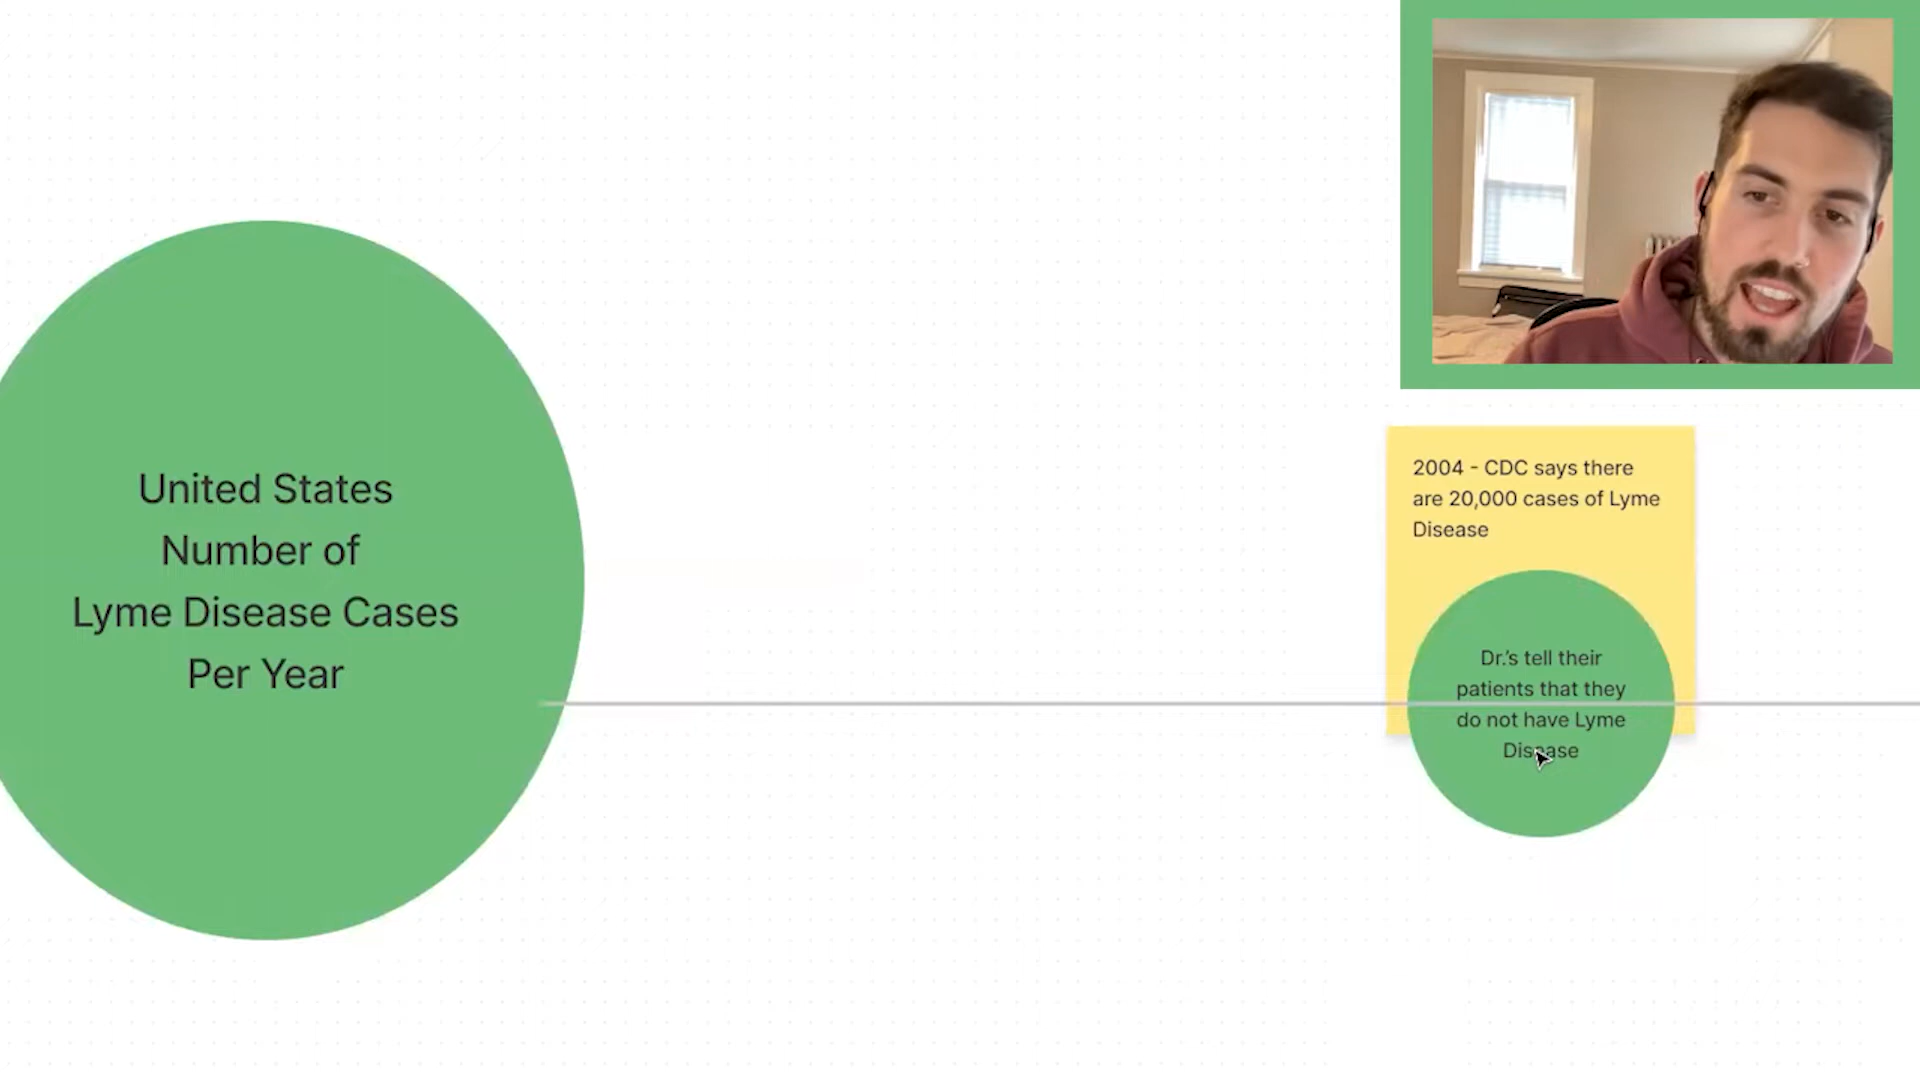 United States
Number of
Lyme Disease Cases
Per Year
2004 - CDC says there
are 20,000 cases of Lyme
Disease
Dr.'s tell their
patients that they
do not have Lyme
Disease